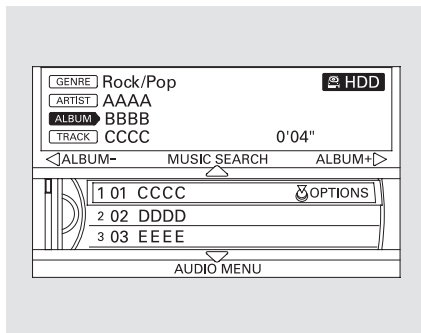 GENRE Rock/Pop HDD
ARTIST AAAA
ALBUM BBBB
TRACK CCCC 0'04"
ALBUM- MUSIC SEARCH ALBUM+
1 01 CCCC OPTIONS
2 02 DDDD
3 03 EEEE
AUDIO MENU